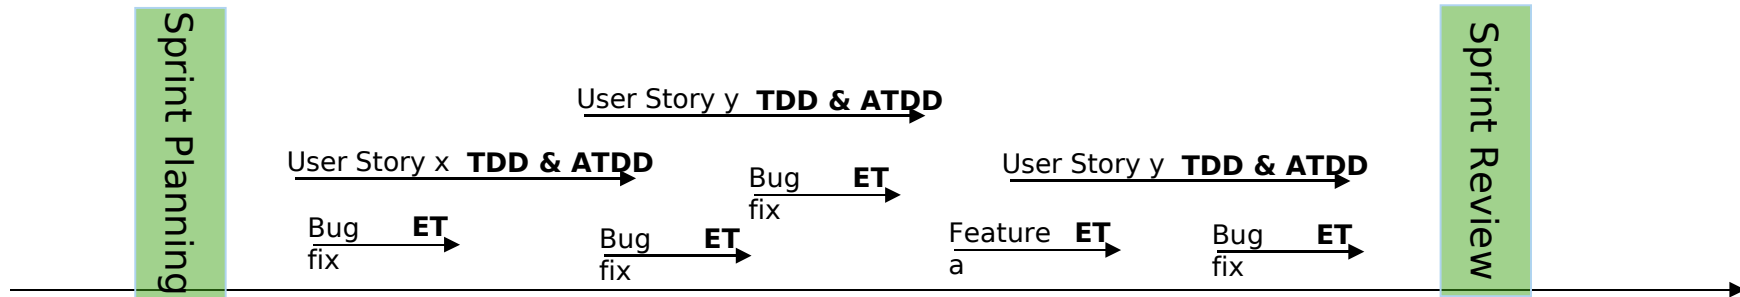 Sprint Planning
User Story y TDD & ATDD
User Story x TDD & ATDD
User Story y TDD & ATDD
Bug fix ET
Bug
fix
ET
Bug
fix
ET
Feature
a
ET
Bug
fix
ET
Sprint Review